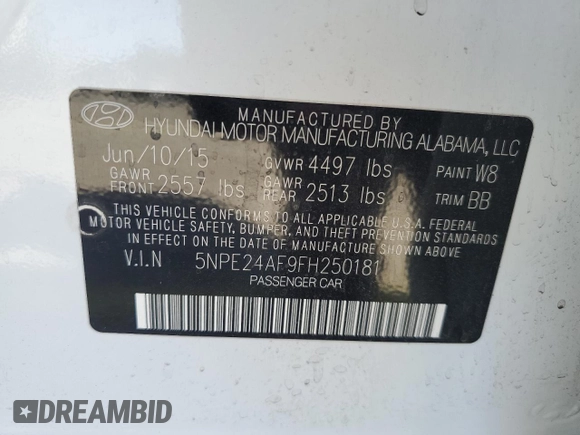 MANUFACTURED BY
HYUNDAI MOTOR MANUFACTURING ALABAMA, LLC
Jun/10/15 GVWR 4497 lbs PAINT W8
GAWR FRONT 2557 lbs GAWR REAR 2513 lbs TRIM BB
THIS VEHICLE CONFORMS TO ALL APPLICABLE U.S.A. FEDERAL
MOTOR VEHICLE SAFETY, BUMPER, AND THEFT PREVENTION STANDARDS
IN EFFECT ON THE DATE OF MANUFACTURE SHOWN ABOVE
V.I.N 5NPE24AF9FH250181
PASSENGER CAR
DREAMBID